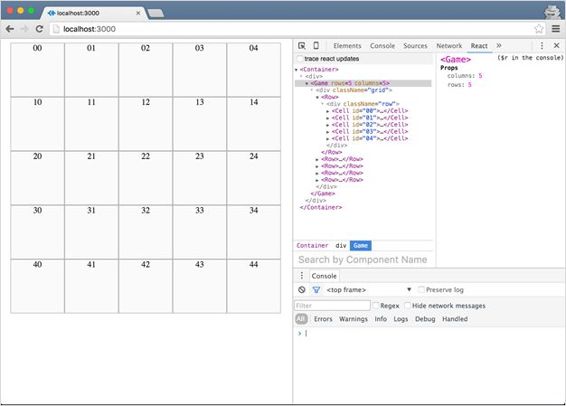 localhost:3000
localhost:3000
00 01 02 03 04
10 11 12 13 14
20 21 22 23 24
30 31 32 33 34
40 41 42 43 44
Elements Console Sources Network React »
trace react updates
<Container>
<div>
<Game rows=5 columns=5>
<div className="grid">
<Row>
<div className="row">
<Cell id="00">…</Cell>
<Cell id="01">…</Cell>
<Cell id="02">…</Cell>
<Cell id="03">…</Cell>
<Cell id="04">…</Cell>
</div>
</Row>
<Row>…</Row>
<Row>…</Row>
<Row>…</Row>
<Row>…</Row>
</div>
</Game>
</div>
</Container>
<Game> ($r in the console)
Props
columns: 5
rows: 5
Container div Game
Search by Component Name
Console
<top frame> Preserve log
Filter Regex Hide network messages
All Errors Warnings Info Logs Debug Handled
>